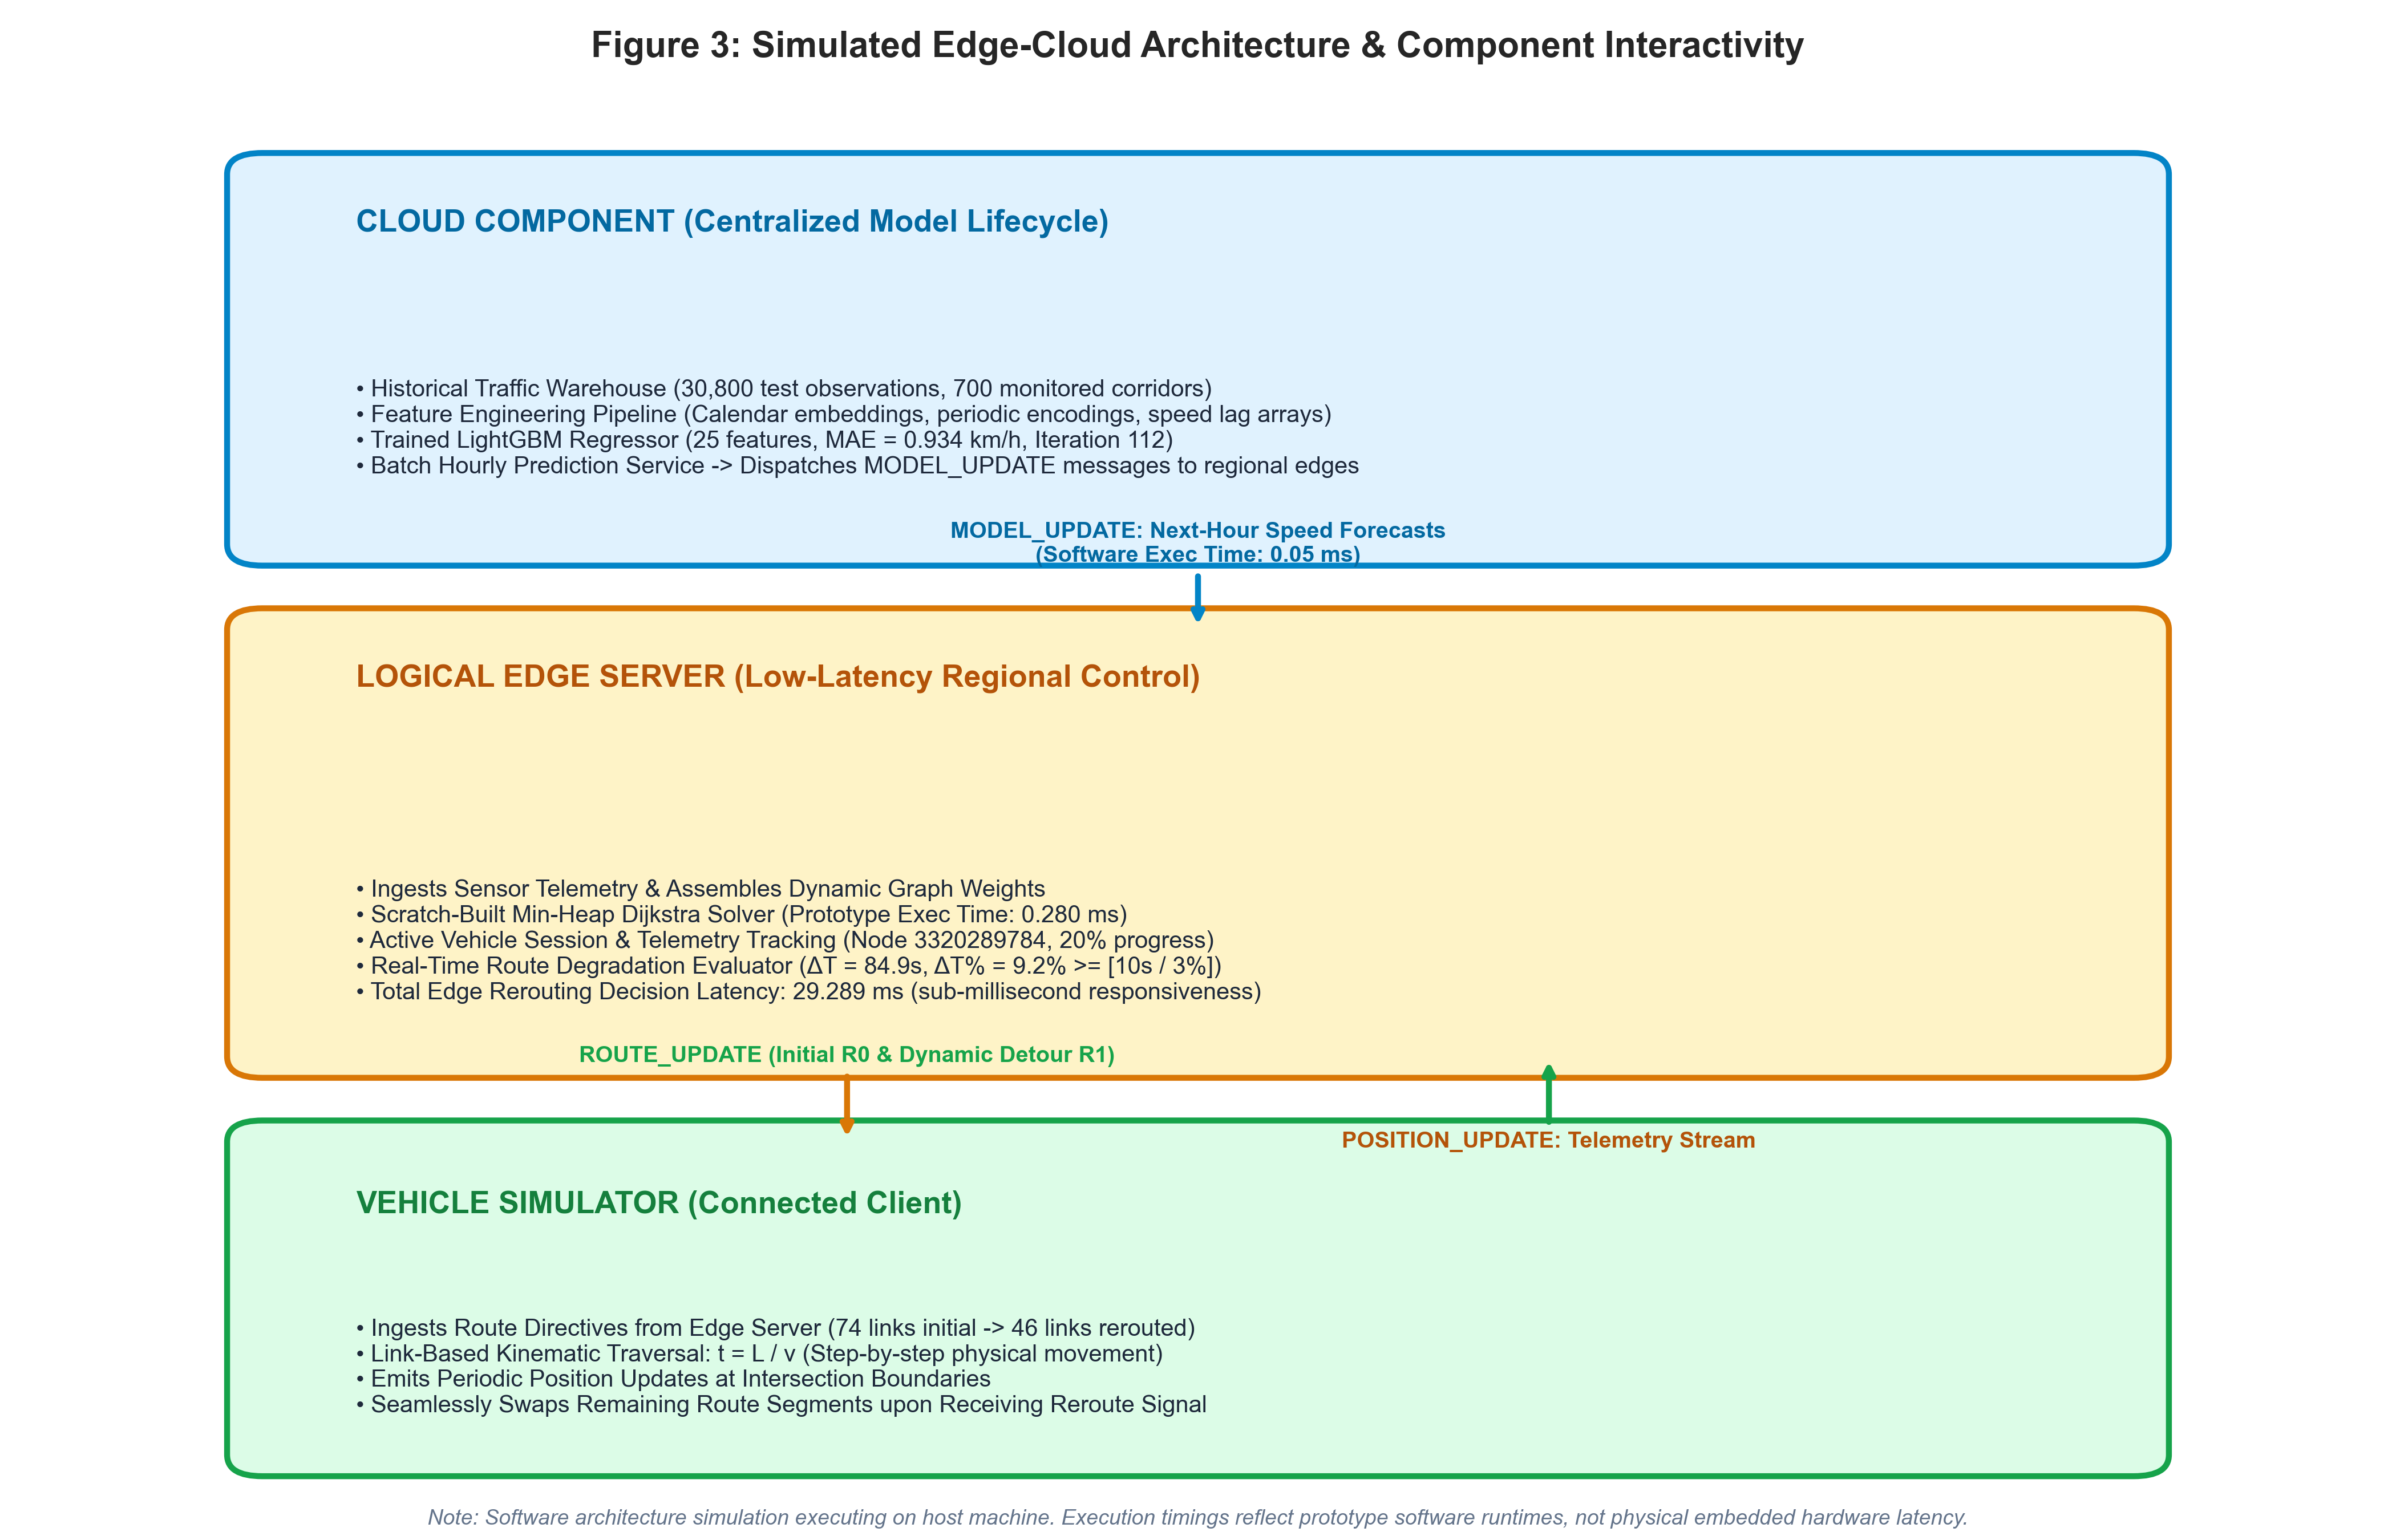 Figure 3: Simulated Edge-Cloud Architecture & Component Interactivity
CLOUD COMPONENT (Centralized Model Lifecycle)
• Historical Traffic Warehouse (30,800 test observations, 700 monitored corridors)
• Feature Engineering Pipeline (Calendar embeddings, periodic encodings, speed lag arrays)
• Trained LightGBM Regressor (25 features, MAE = 0.934 km/h, Iteration 112)
• Batch Hourly Prediction Service -> Dispatches MODEL_UPDATE messages to regional edges
MODEL_UPDATE: Next-Hour Speed Forecasts
(Software Exec Time: 0.05 ms)
LOGICAL EDGE SERVER (Low-Latency Regional Control)
• Ingests Sensor Telemetry & Assembles Dynamic Graph Weights
• Scratch-Built Min-Heap Dijkstra Solver (Prototype Exec Time: 0.280 ms)
• Active Vehicle Session & Telemetry Tracking (Node 3320289784, 20% progress)
• Real-Time Route Degradation Evaluator (ΔT = 84.9s, ΔT% = 9.2% >= [10s / 3%])
• Total Edge Rerouting Decision Latency: 29.289 ms (sub-millisecond responsiveness)
ROUTE_UPDATE (Initial R0 & Dynamic Detour R1)
POSITION_UPDATE: Telemetry Stream
VEHICLE SIMULATOR (Connected Client)
• Ingests Route Directives from Edge Server (74 links initial -> 46 links rerouted)
• Link-Based Kinematic Traversal: t = L / v (Step-by-step physical movement)
• Emits Periodic Position Updates at Intersection Boundaries
• Seamlessly Swaps Remaining Route Segments upon Receiving Reroute Signal
Note: Software architecture simulation executing on host machine. Execution timings reflect prototype software runtimes, not physical embedded hardware latency.